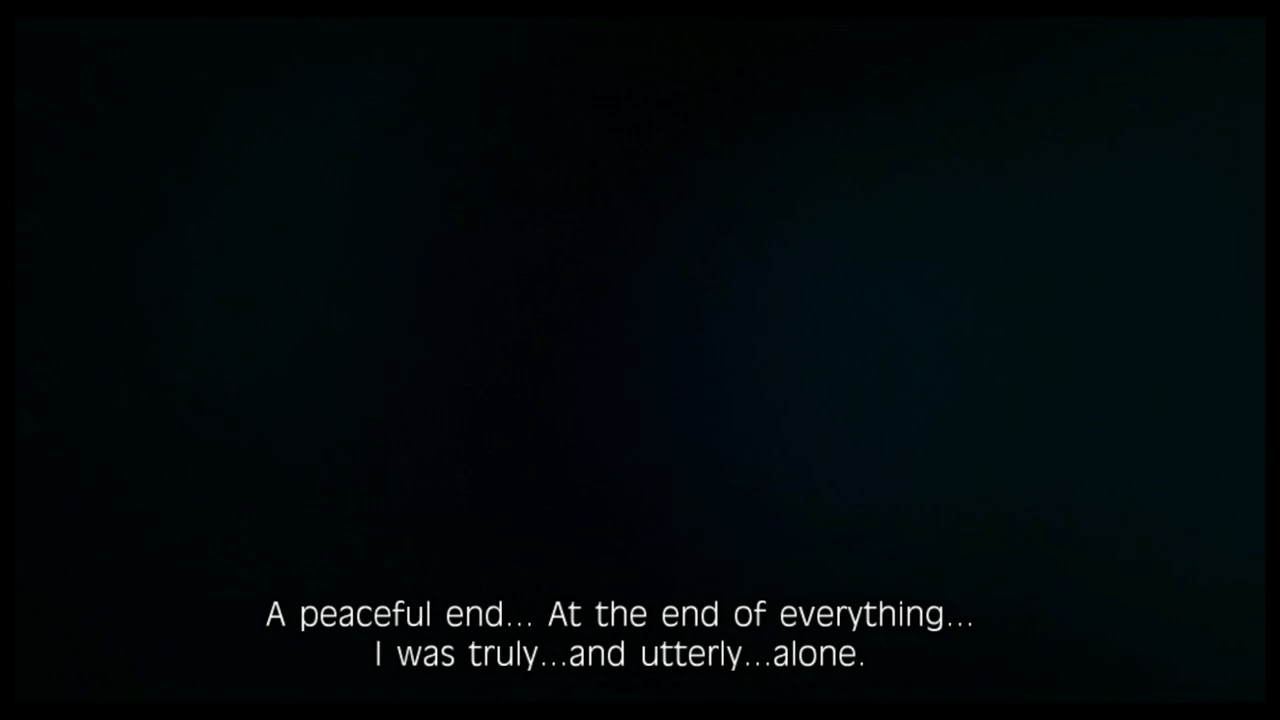 A peaceful end... At the end of everything...
I was truly...and utterly...alone.